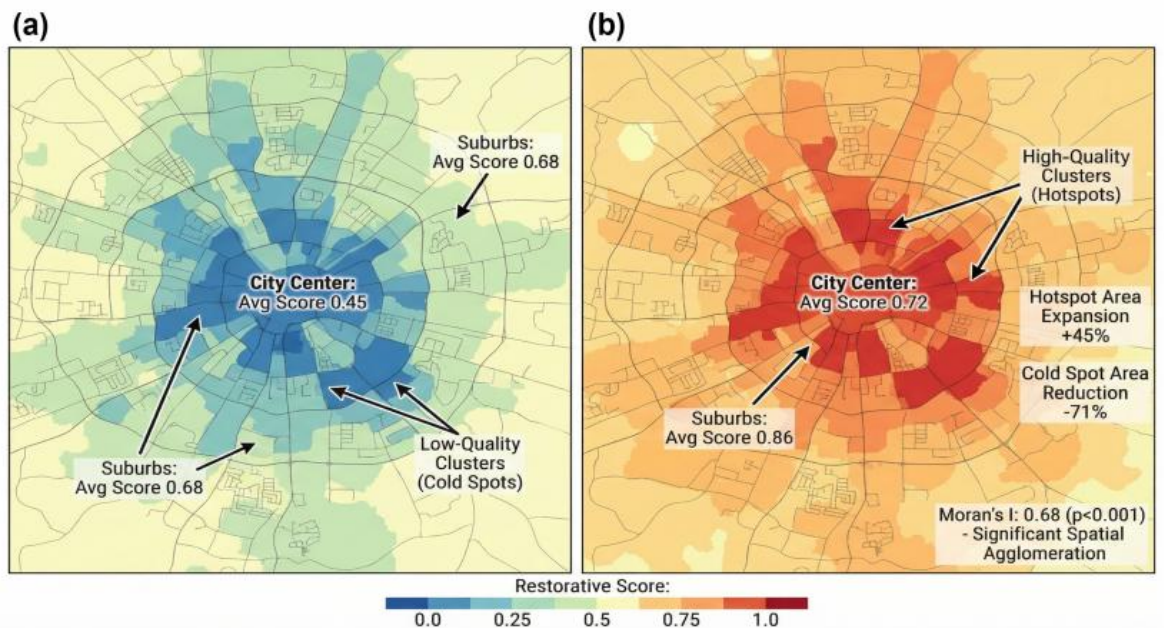 (a)
Suburbs:
Avg Score 0.68
City Center:
Avg Score 0.45
Suburbs:
Avg Score 0.68
Low-Quality
Clusters
(Cold Spots)
(b)
High-Quality
Clusters
(Hotspots)
City Center:
Avg Score 0.72
Hotspot Area
Expansion
+45%
Cold Spot Area
Reduction
-71%
Suburbs:
Avg Score 0.86
Moran's I: 0.68 (p<0.001)
- Significant Spatial
Agglomeration
Restorative Score:
0.0 0.25 0.5 0.75 1.0